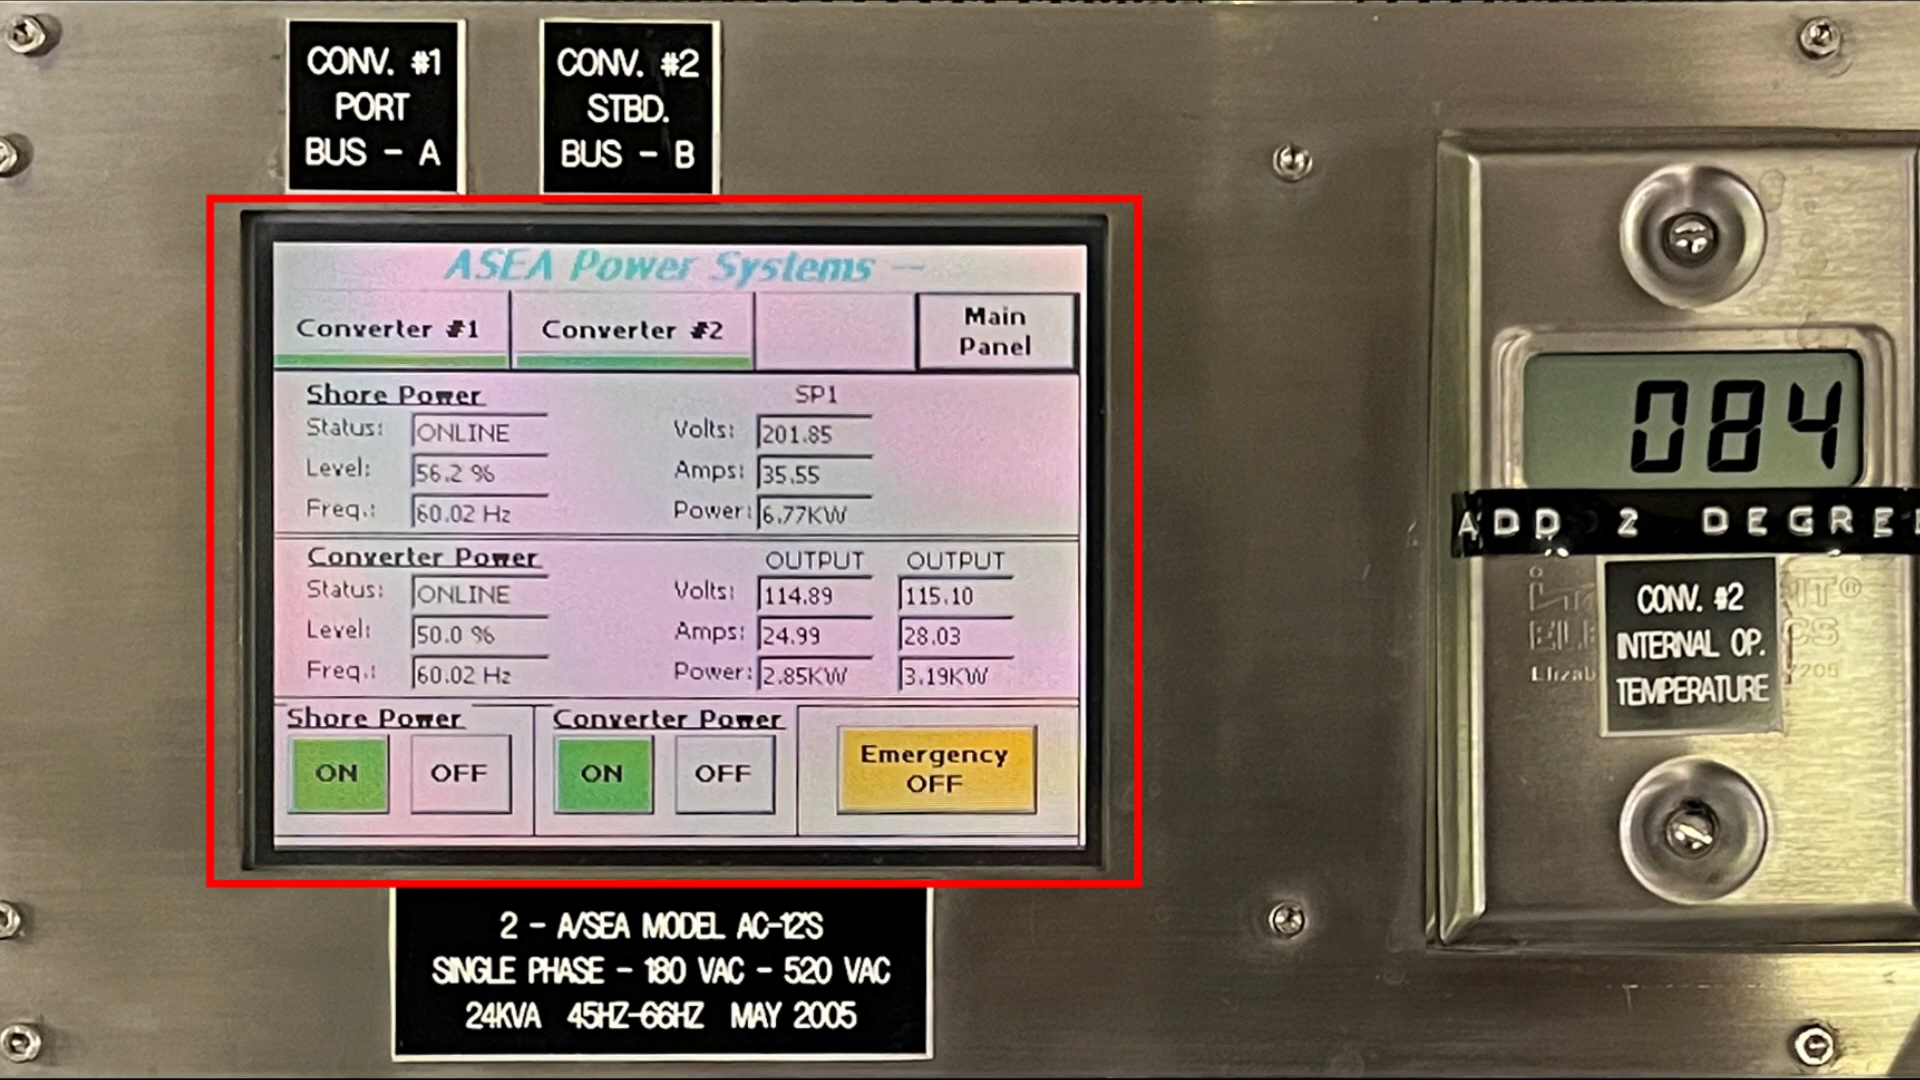 CONV. #1
PORT
BUS - A
CONV. #2
STBD.
BUS - B
ASEA Power Systems
Converter #1
Converter #2
Main
Panel
Shore Power
SP1
Status: ONLINE
Volts: 201.85
Level: 56.2 %
Amps: 35.55
Freq.: 60.02 Hz
Power: 6.77KW
Converter Power
OUTPUT OUTPUT
Status: ONLINE
Volts: 114.89 115.10
Level: 50.0 %
Amps: 24.99 28.03
Freq.: 60.02 Hz
Power: 2.85KW 3.19KW
Shore Power
ON OFF
Converter Power
ON OFF
Emergency
OFF
2 - A/SEA MODEL AC-12'S
SINGLE PHASE - 180 VAC - 520 VAC
24KVA 45HZ-66HZ MAY 2005
084
ADD 2 DEGREE
CONV. #2
INTERNAL OP.
TEMPERATURE